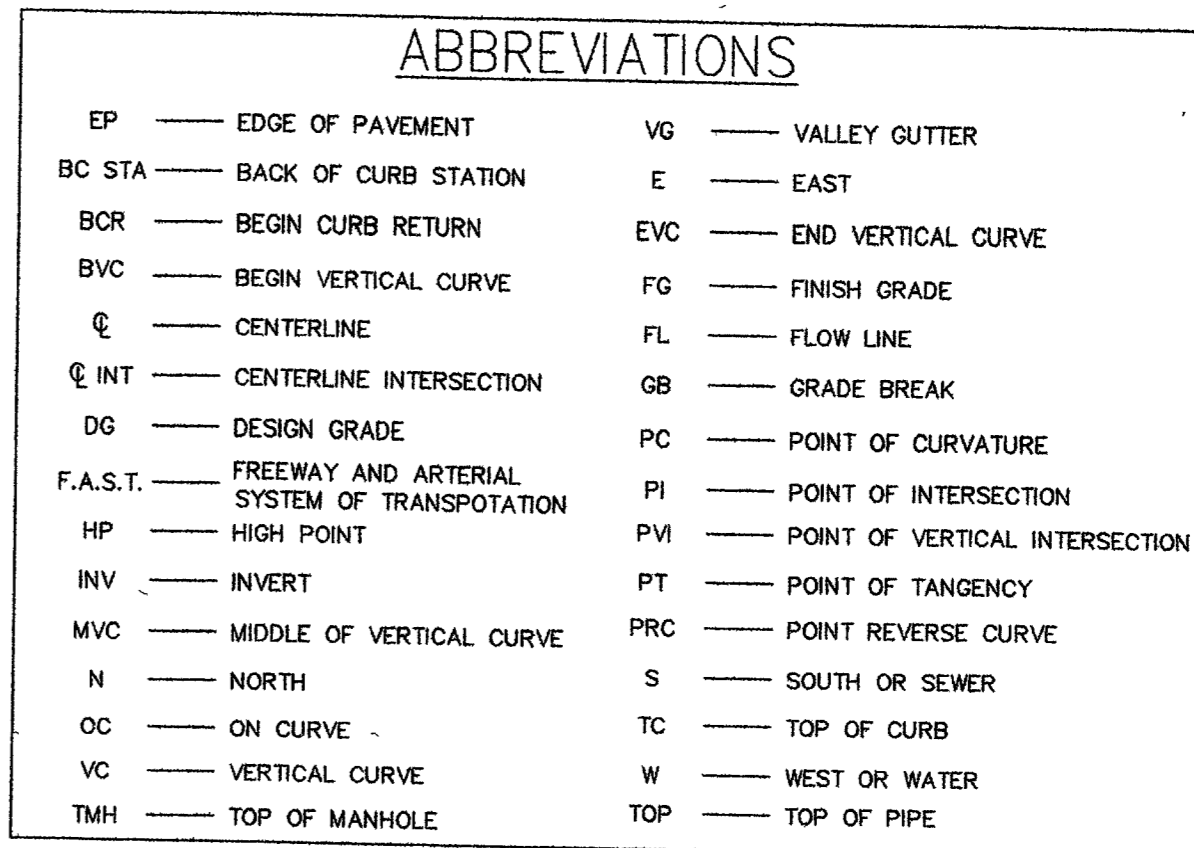 ABBREVIATIONS
EP —— EDGE OF PAVEMENT
BC STA —— BACK OF CURB STATION
BCR —— BEGIN CURB RETURN
BVC —— BEGIN VERTICAL CURVE
℄ —— CENTERLINE
℄ INT —— CENTERLINE INTERSECTION
DG —— DESIGN GRADE
F.A.S.T. —— FREEWAY AND ARTERIAL
SYSTEM OF TRANSPOTATION
HP —— HIGH POINT
INV —— INVERT
MVC —— MIDDLE OF VERTICAL CURVE
N —— NORTH
OC —— ON CURVE
VC —— VERTICAL CURVE
TMH —— TOP OF MANHOLE
VG —— VALLEY GUTTER
E —— EAST
EVC —— END VERTICAL CURVE
FG —— FINISH GRADE
FL —— FLOW LINE
GB —— GRADE BREAK
PC —— POINT OF CURVATURE
PI —— POINT OF INTERSECTION
PVI —— POINT OF VERTICAL INTERSECTION
PT —— POINT OF TANGENCY
PRC —— POINT REVERSE CURVE
S —— SOUTH OR SEWER
TC —— TOP OF CURB
W —— WEST OR WATER
TOP —— TOP OF PIPE